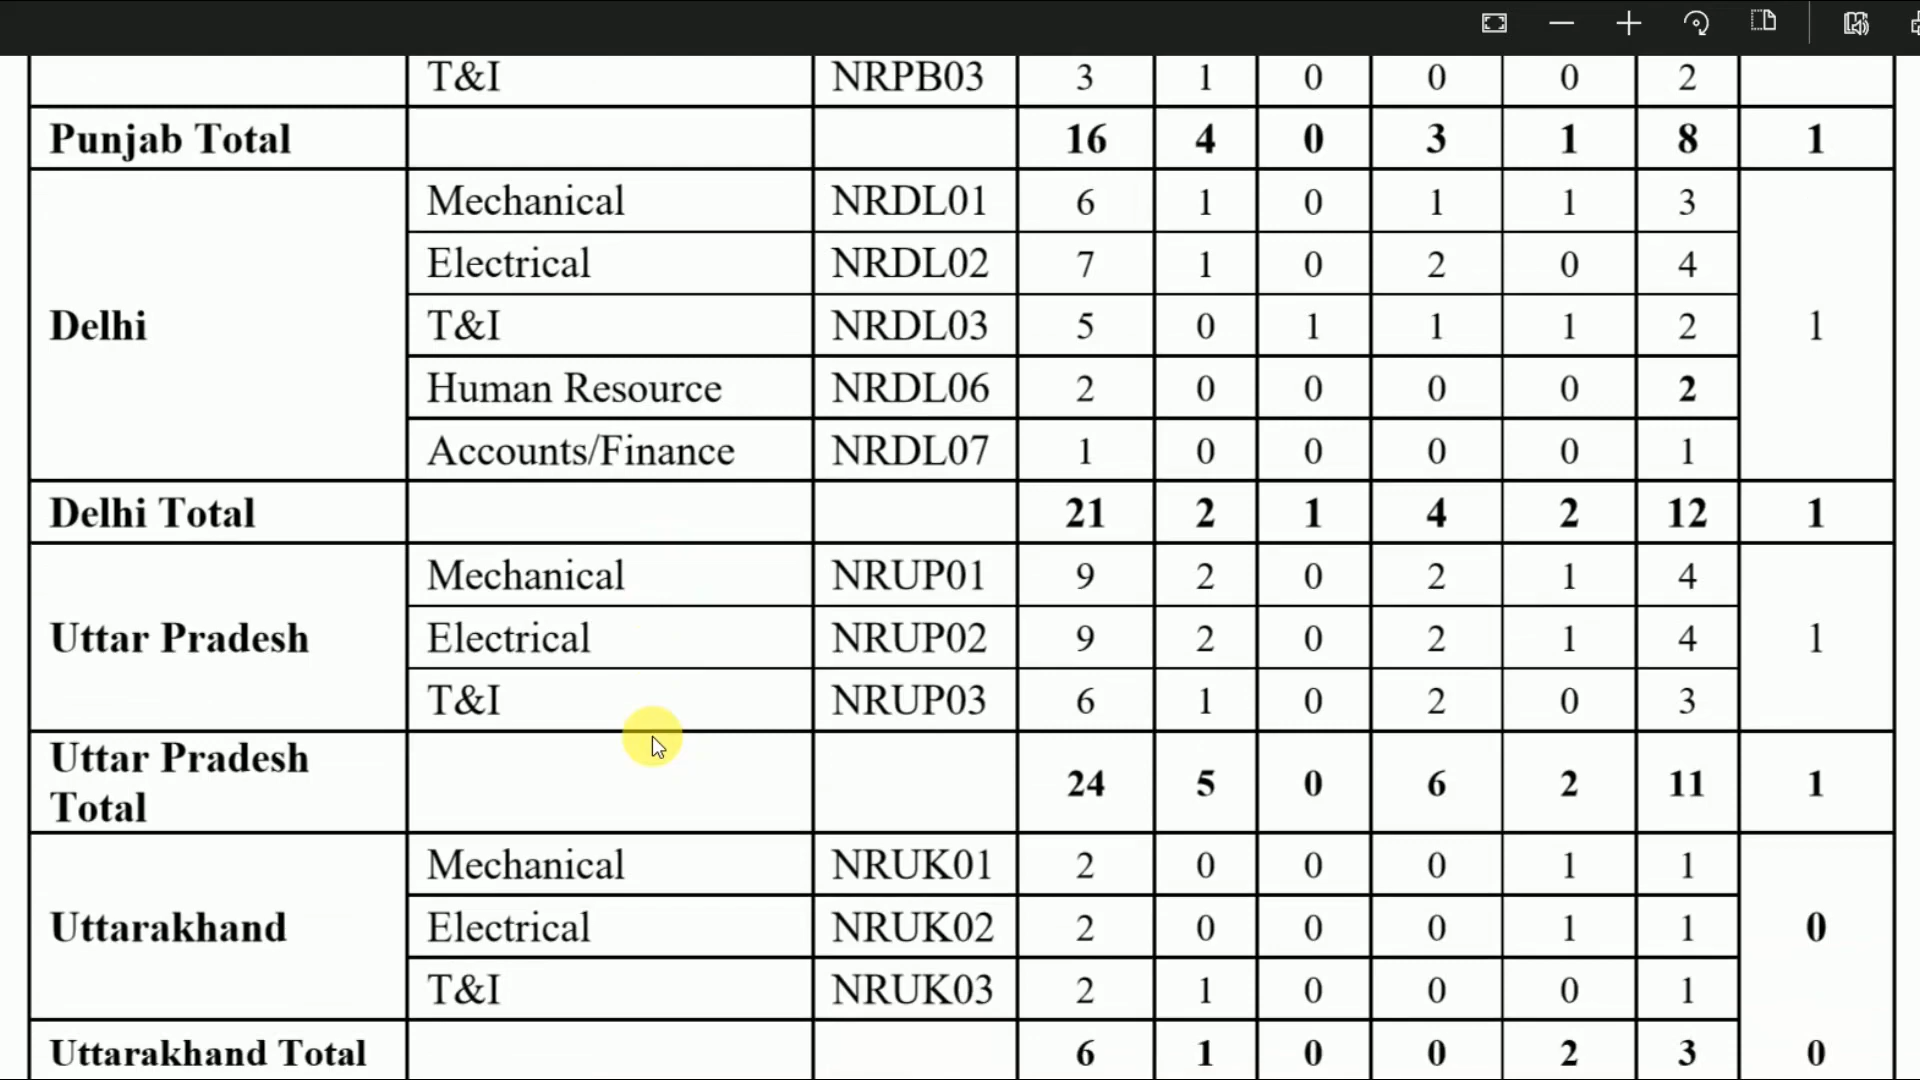 T&I NRPB03 3 1 0 0 0 2
Punjab Total 16 4 0 3 1 8 1
Mechanical NRDL01 6 1 0 1 1 3
Electrical NRDL02 7 1 0 2 0 4
Delhi T&I NRDL03 5 0 1 1 1 2 1
Human Resource NRDL06 2 0 0 0 0 2
Accounts/Finance NRDL07 1 0 0 0 0 1
Delhi Total 21 2 1 4 2 12 1
Mechanical NRUP01 9 2 0 2 1 4
Uttar Pradesh Electrical NRUP02 9 2 0 2 1 4 1
T&I NRUP03 6 1 0 2 0 3
Uttar Pradesh
Total 24 5 0 6 2 11 1
Mechanical NRUK01 2 0 0 0 1 1
Uttarakhand Electrical NRUK02 2 0 0 0 1 1 0
T&I NRUK03 2 1 0 0 0 1
Uttarakhand Total 6 1 0 0 2 3 0